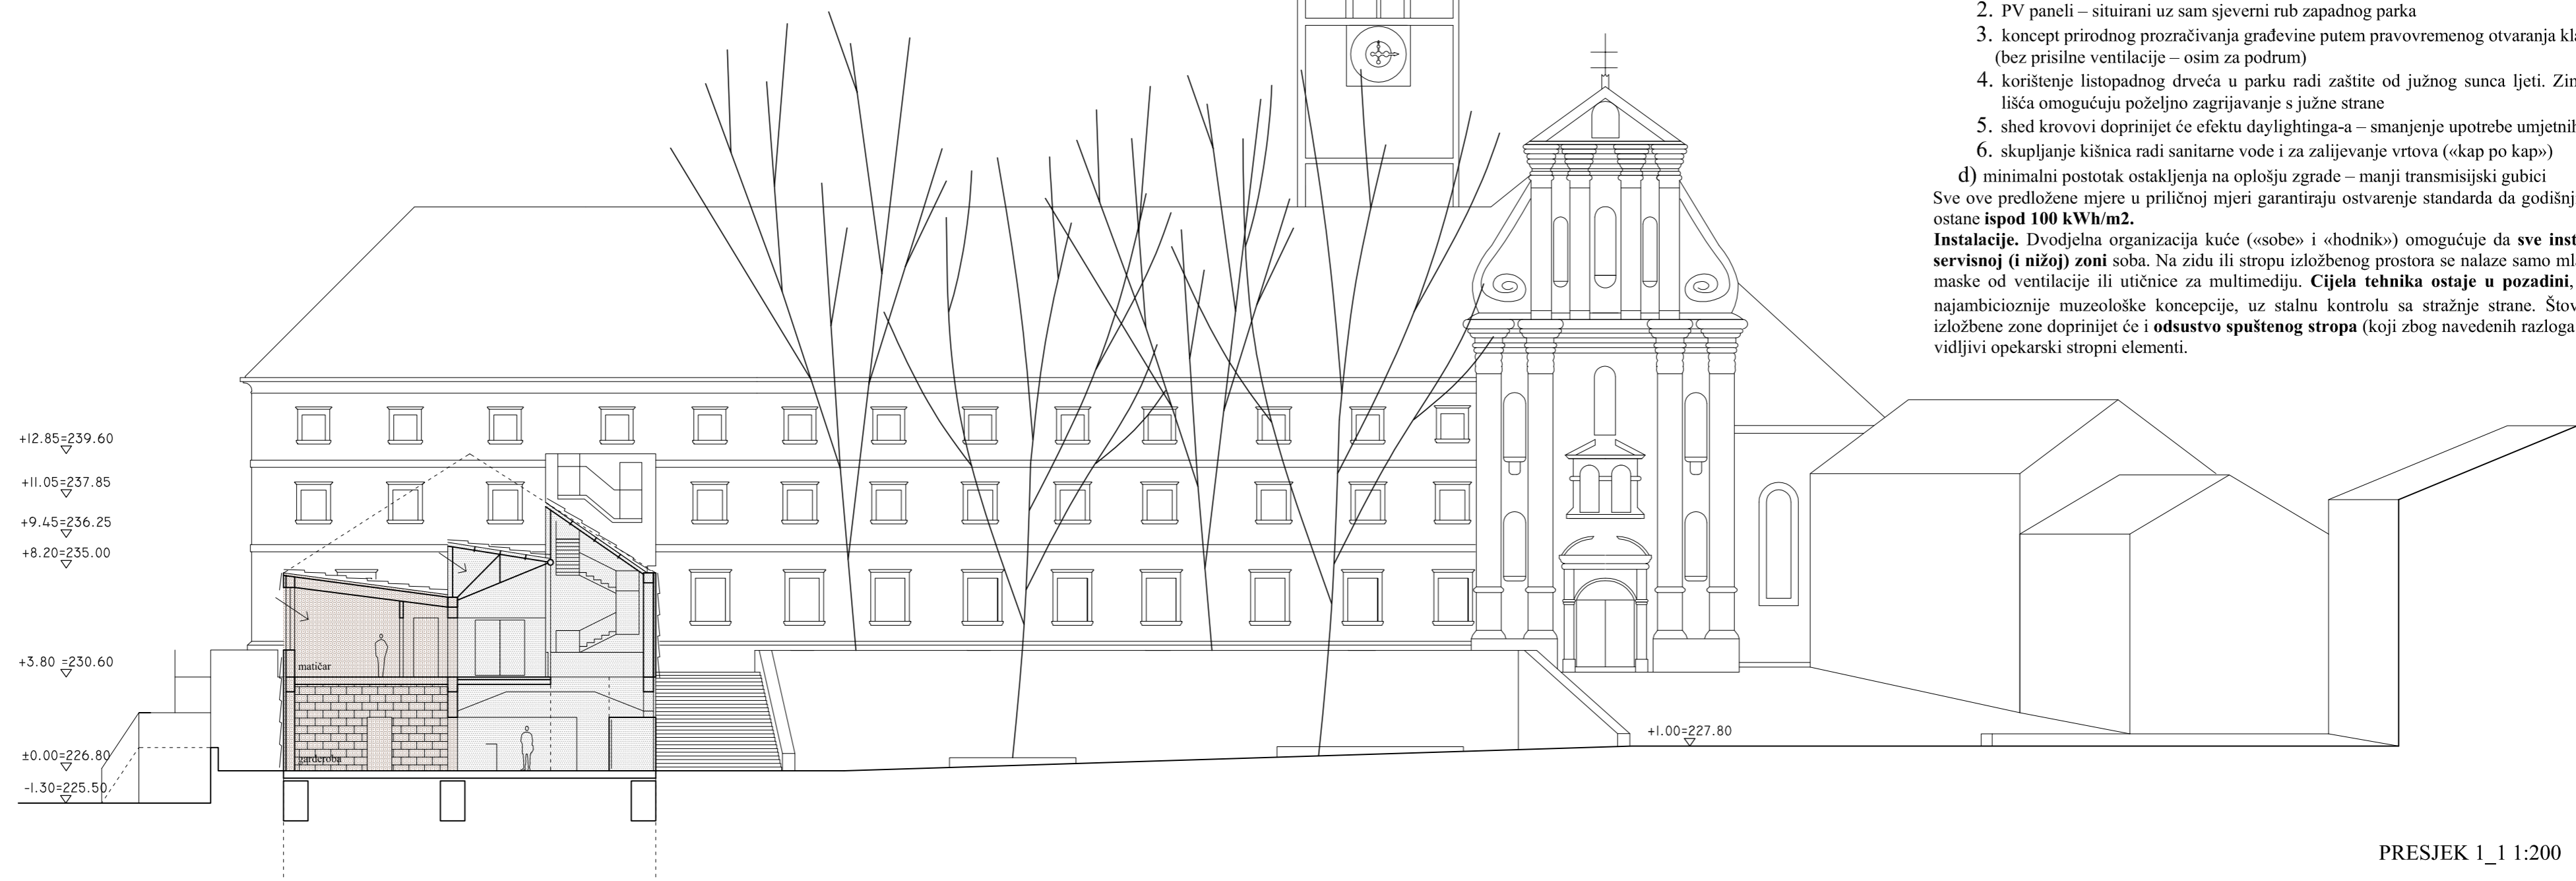 2. PV paneli – situirani uz sam sjeverni rub zapadnog parka
3. koncept prirodnog prozračivanja građevine putem pravovremenog otvaranja
(bez prisilne ventilacije – osim za podrum)
4. korištenje listopadnog drveća u parku radi zaštite od južnog sunca ljeti.
lišća omogućuju poželjno zagrijavanje s južne strane
5. shed krovovi doprinijet će efektu daylightinga-a – smanjenje upotrebe
6. skupljanje kišnica radi sanitarne vode i za zalijevanje vrtova («kap po kap»)
d) minimalni postotak ostakljenja na oplošju zgrade – manji transmisijski gubici
Sve ove predložene mjere u priličnoj mjeri garantiraju ostvarenje standarda da
ostane ispod 100 kWh/m2.
Instalacije. Dvodjelna organizacija kuće («sobe» i «hodnik») omogućuje da sve
servisnoj (i nižoj) zoni soba. Na zidu ili stropu izložbenog prostora se nalaze samo
maske od ventilacije ili utičnice za multimediju. Cijela tehnika ostaje u pozadini,
najambicioznije muzeološke koncepcije, uz stalnu kontrolu sa stražnje strane.
izložbene zone doprinijet će i odsustvo spuštenog stropa (koji zbog navedenih razloga
vidljivi opekarski stropni elementi.
+12.85=239.60
+11.05=237.85
+9.45=236.25
+8.20=235.00
+3.80 =230.60
matičar
+1.00=227.80
±0.00=226.80
garderoba
-1.30=225.50
PRESJEK 1_1 1:200